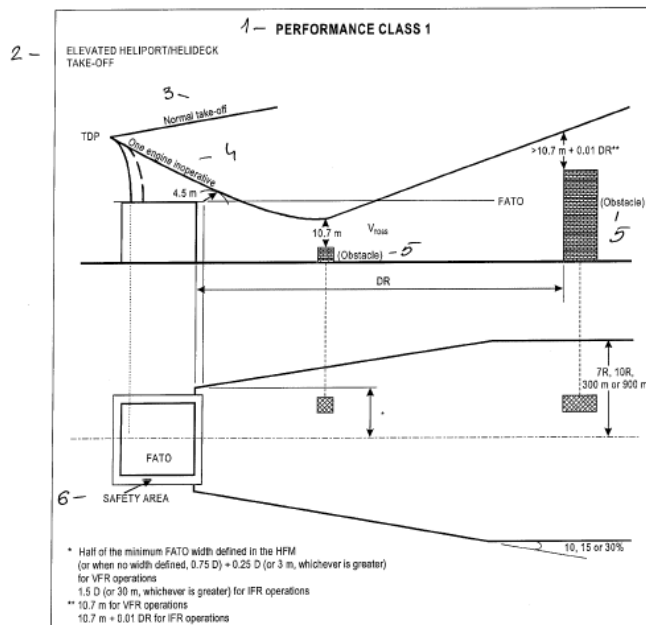 1 – PERFORMANCE CLASS 1
2 – ELEVATED HELIPORT/HELIDECK
TAKE-OFF
3 –
Normal take-off
TDP
One engine inoperative
– 4
>10.7 m + 0.01 DR**
4.5 m
FATO
(Obstacle)
5
10.7 m
V
(Obstacle) – 5
DR
7R, 10R,
300 m or 900 m
*
FATO
6 –
SAFETY AREA
10, 15 or 30%
* Half of the minimum FATO width defined in the HFM
(or when no width defined, 0.75 D) + 0.25 D (or 3 m, whichever is greater)
for VFR operations
1.5 D (or 30 m, whichever is greater) for IFR operations
** 10.7 m for VFR operations
10.7 m + 0.01 DR for IFR operations